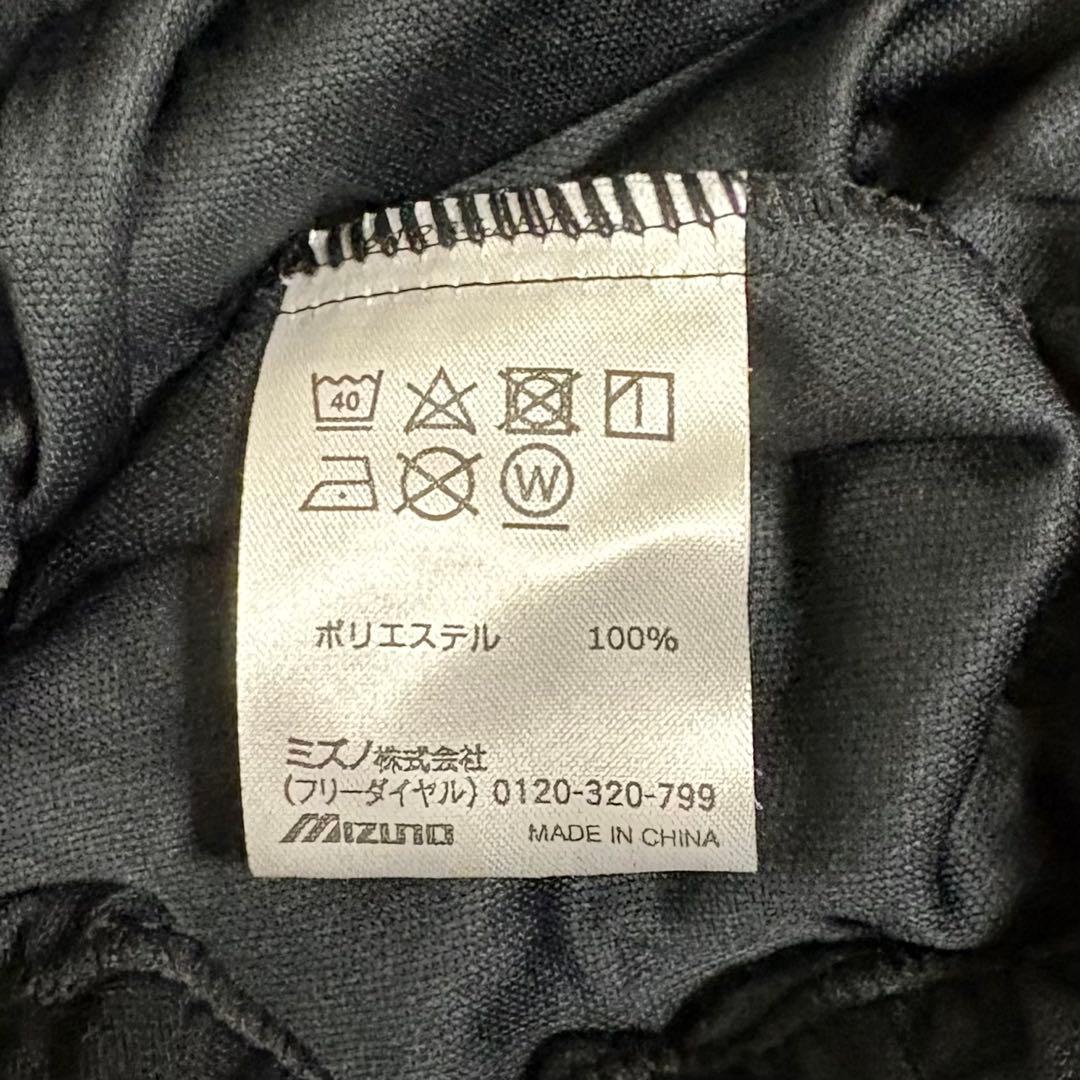 40
W
ポリエステル 100%
ミズノ株式会社
(フリーダイヤル) 0120-320-799
MIZUNO MADE IN CHINA